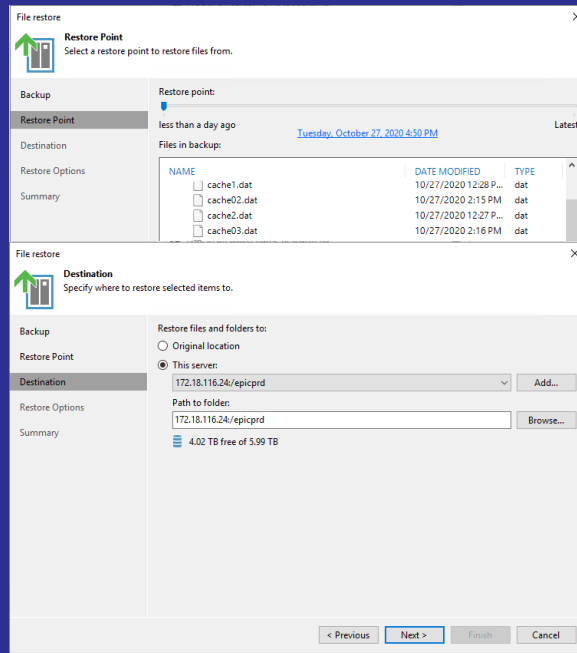 File restore
Restore Point
Select a restore point to restore files from.
Backup
Restore Point
Destination
Restore Options
Summary
Restore point:
less than a day ago
Tuesday, October 27, 2020 4:50 PM
Latest
Files in backup:
NAME DATE MODIFIED TYPE
cache1.dat 10/27/2020 12:28 P... dat
cache02.dat 10/27/2020 2:15 PM dat
cache2.dat 10/27/2020 12:27 P... dat
cache03.dat 10/27/2020 2:16 PM dat
File restore
Destination
Specify where to restore selected items to.
Backup
Restore Point
Destination
Restore Options
Summary
Restore files and folders to:
Original location
This server:
172.18.116.24:/epicprd Add...
Path to folder:
172.18.116.24:/epicprd Browse...
4.02 TB free of 5.99 TB
< Previous Next > Finish Cancel